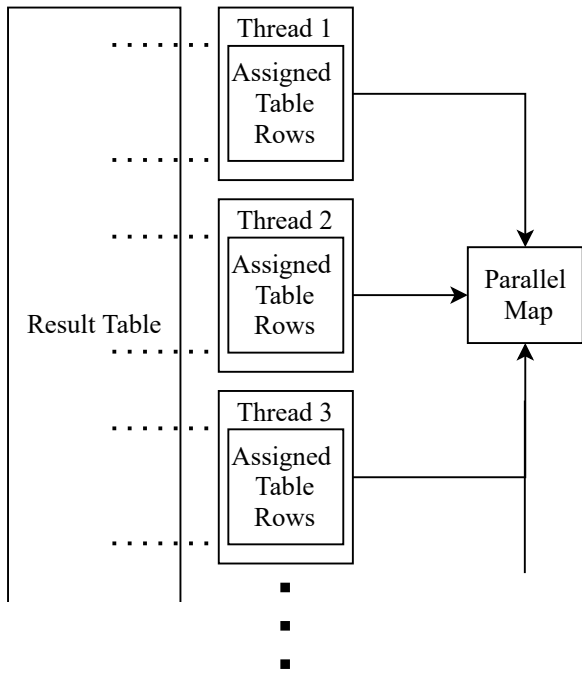 Result Table
Thread 1
Assigned
Table
Rows
Thread 2
Assigned
Table
Rows
Thread 3
Assigned
Table
Rows
Parallel
Map